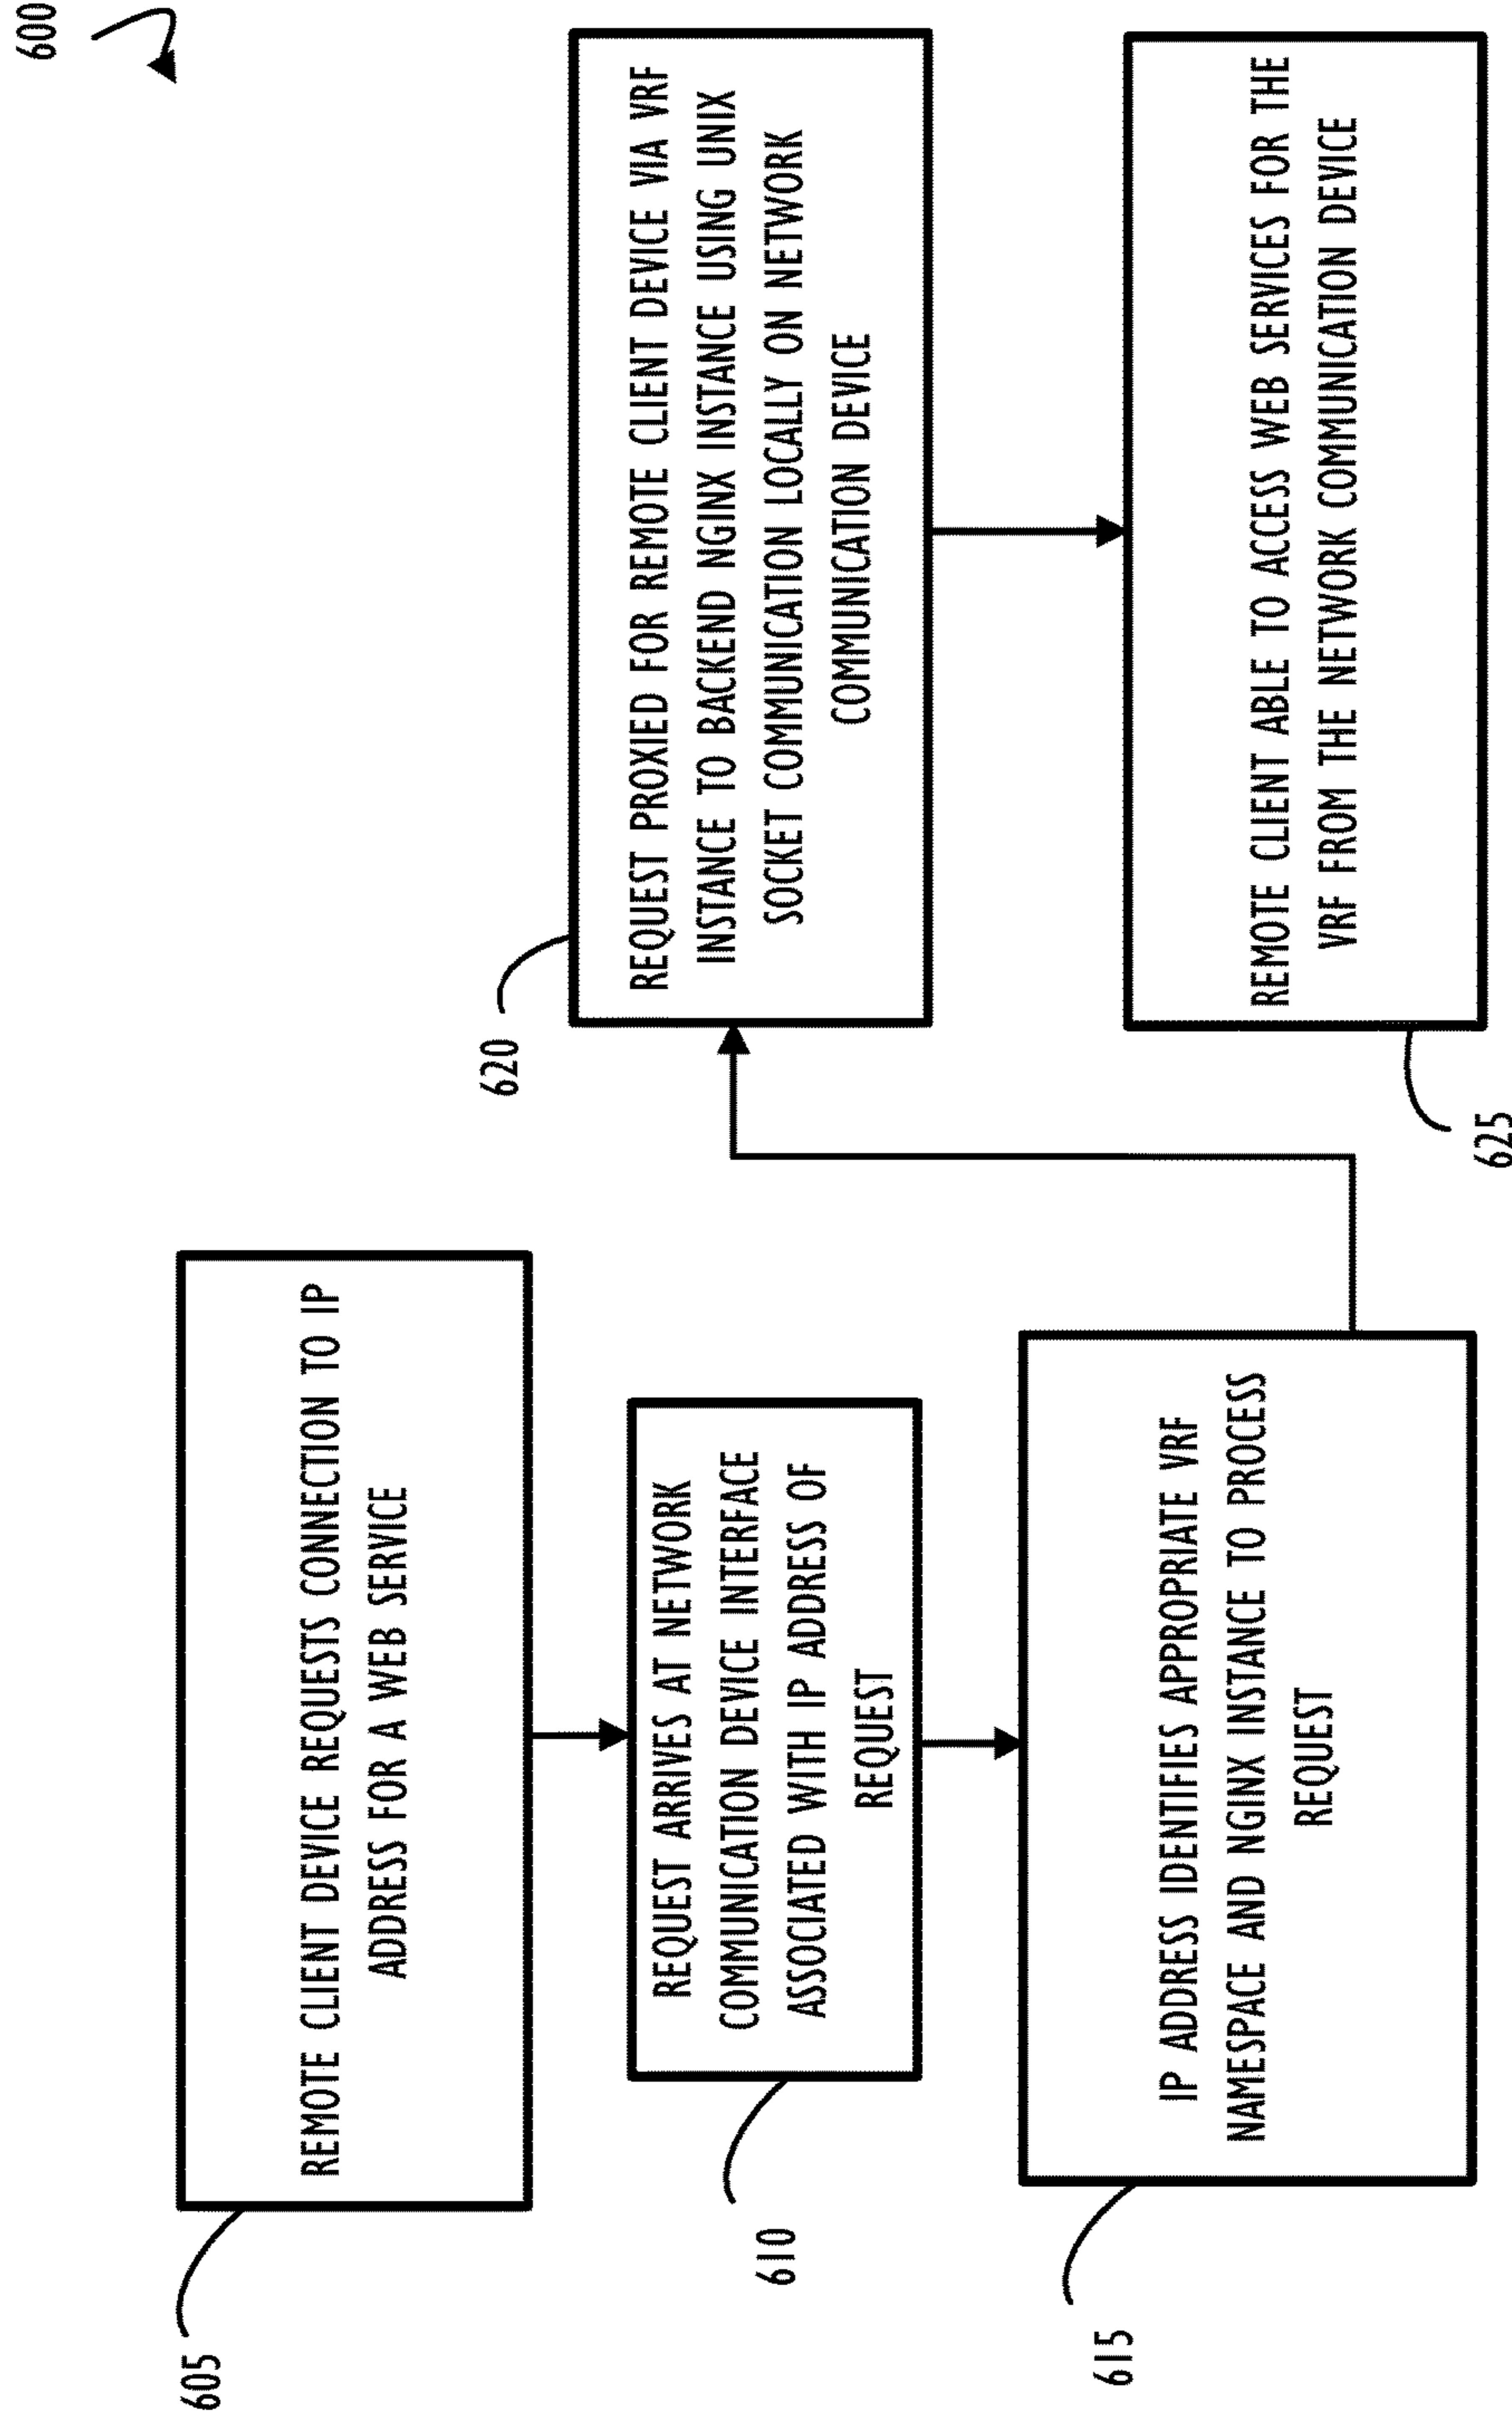 600
605
REMOTE CLIENT DEVICE REQUESTS CONNECTION TO IP
ADDRESS FOR A WEB SERVICE
610
REQUEST ARRIVES AT NETWORK
COMMUNICATION DEVICE INTERFACE
ASSOCIATED WITH IP ADDRESS OF
REQUEST
615
IP ADDRESS IDENTIFIES APPROPRIATE VRF
NAMESPACE AND NGINX INSTANCE TO PROCESS
REQUEST
620
REQUEST PROXIED FOR REMOTE CLIENT DEVICE VIA VRF
INSTANCE TO BACKEND NGINX INSTANCE USING UNIX
SOCKET COMMUNICATION LOCALLY ON NETWORK
COMMUNICATION DEVICE
625
REMOTE CLIENT ABLE TO ACCESS WEB SERVICES FOR THE
VRF FROM THE NETWORK COMMUNICATION DEVICE